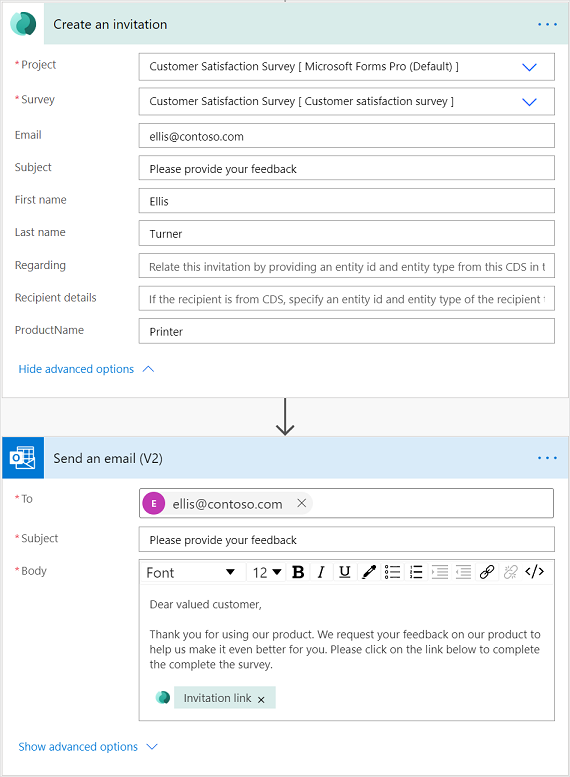 Create an invitation
* Project
Customer Satisfaction Survey [ Microsoft Forms Pro (Default) ]
* Survey
Customer Satisfaction Survey [ Customer satisfaction survey ]
Email
ellis@contoso.com
Subject
Please provide your feedback
First name
Ellis
Last name
Turner
Regarding
Relate this invitation by providing an entity id and entity type from this CDS in t
Recipient details
If the recipient is from CDS, specify an entity id and entity type of the recipient
ProductName
Printer
Hide advanced options
Send an email (V2)
* To
E ellis@contoso.com ×
* Subject
Please provide your feedback
* Body
Font 12 B I U </>
Dear valued customer,
Thank you for using our product. We request your feedback on our product to
help us make it even better for you. Please click on the link below to complete
the complete the survey.
Invitation link ×
Show advanced options